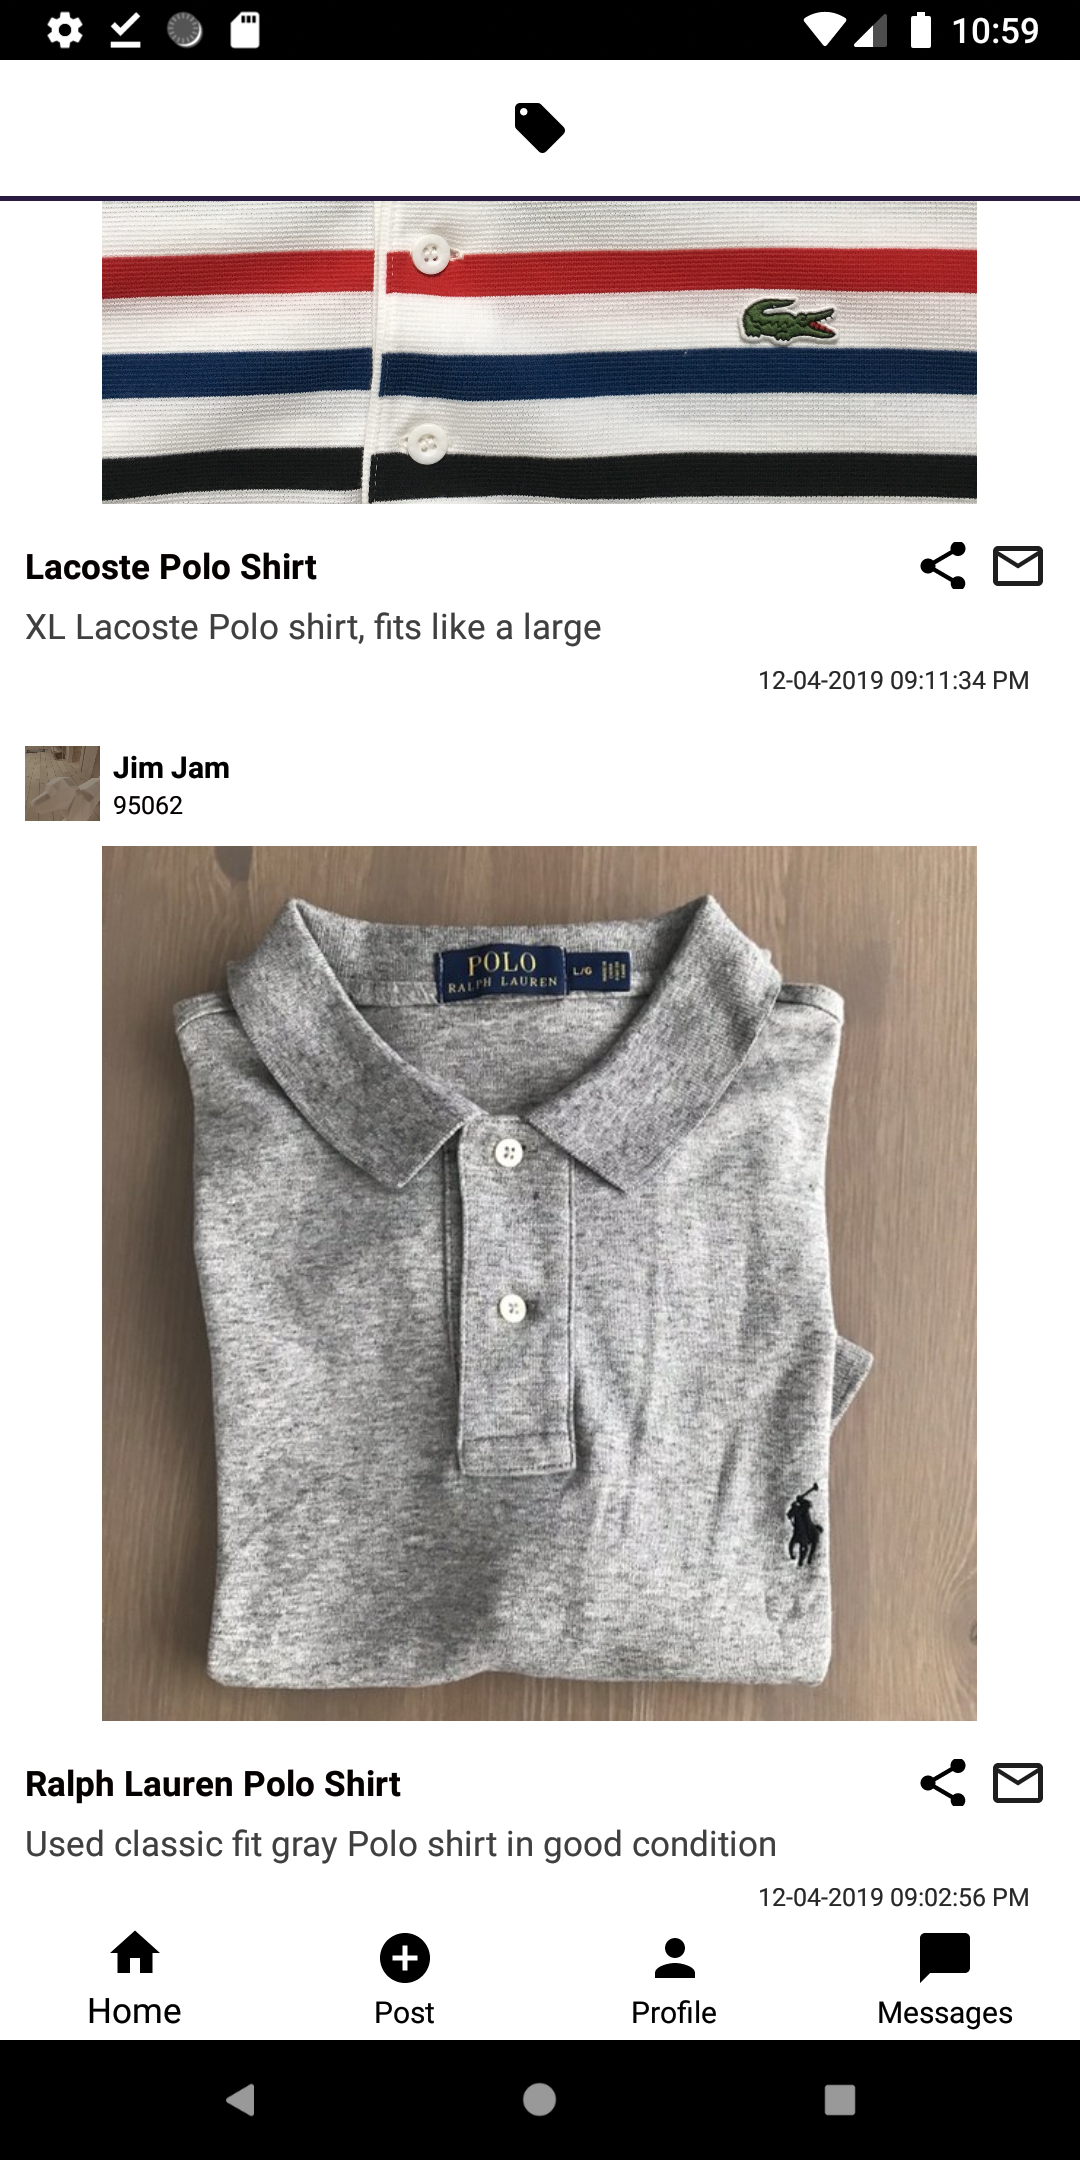 10:59
Lacoste Polo Shirt
XL Lacoste Polo shirt, fits like a large
12-04-2019 09:11:34 PM
Jim Jam
95062
POLO
RALPH LAUREN
L/G
Ralph Lauren Polo Shirt
Used classic fit gray Polo shirt in good condition
12-04-2019 09:02:56 PM
Home
Post
Profile
Messages